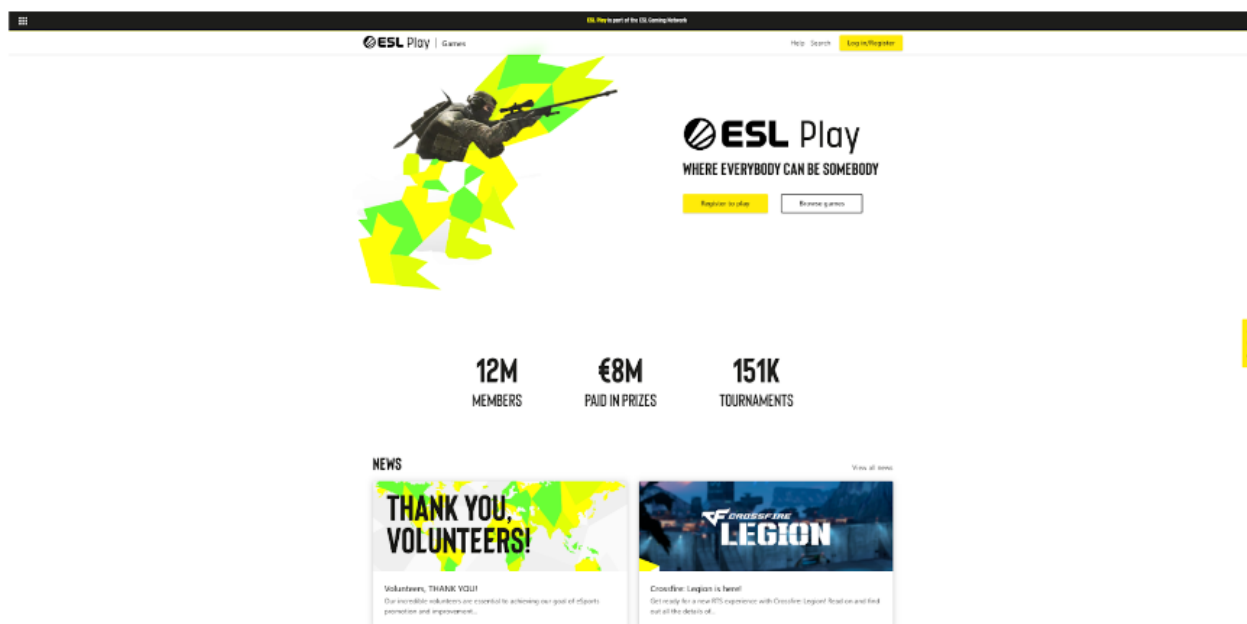 ESL Play is part of the ESL Gaming Network
ESL Play | Games
Help Search Log in/Register
ESL Play
WHERE EVERYBODY CAN BE SOMEBODY
Register to play Browse games
12M €8M 151K
MEMBERS PAID IN PRIZES TOURNAMENTS
NEWS View all news
THANK YOU,
VOLUNTEERS!
CROSSFIRE
LEGION
Volunteers, THANK YOU!
Our incredible volunteers are essential to achieving our goal of eSports
promotion and improvement...
Crossfire: Legion is here!
Get ready for a new RTS experience with Crossfire: Legion! Read on and find
out all the details of...